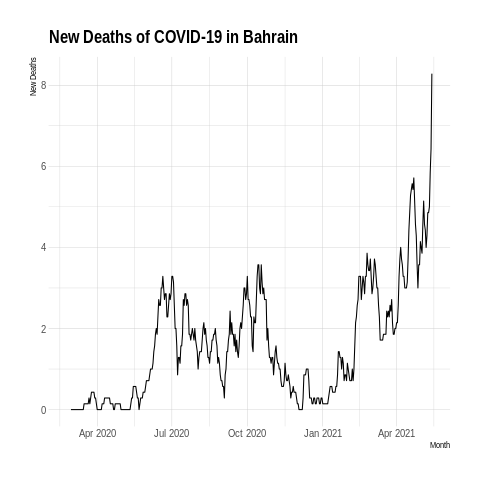 New Deaths of COVID-19 in Bahrain
New Deaths
8
6
4
2
0
Apr 2020 Jul 2020 Oct 2020 Jan 2021 Apr 2021
Month